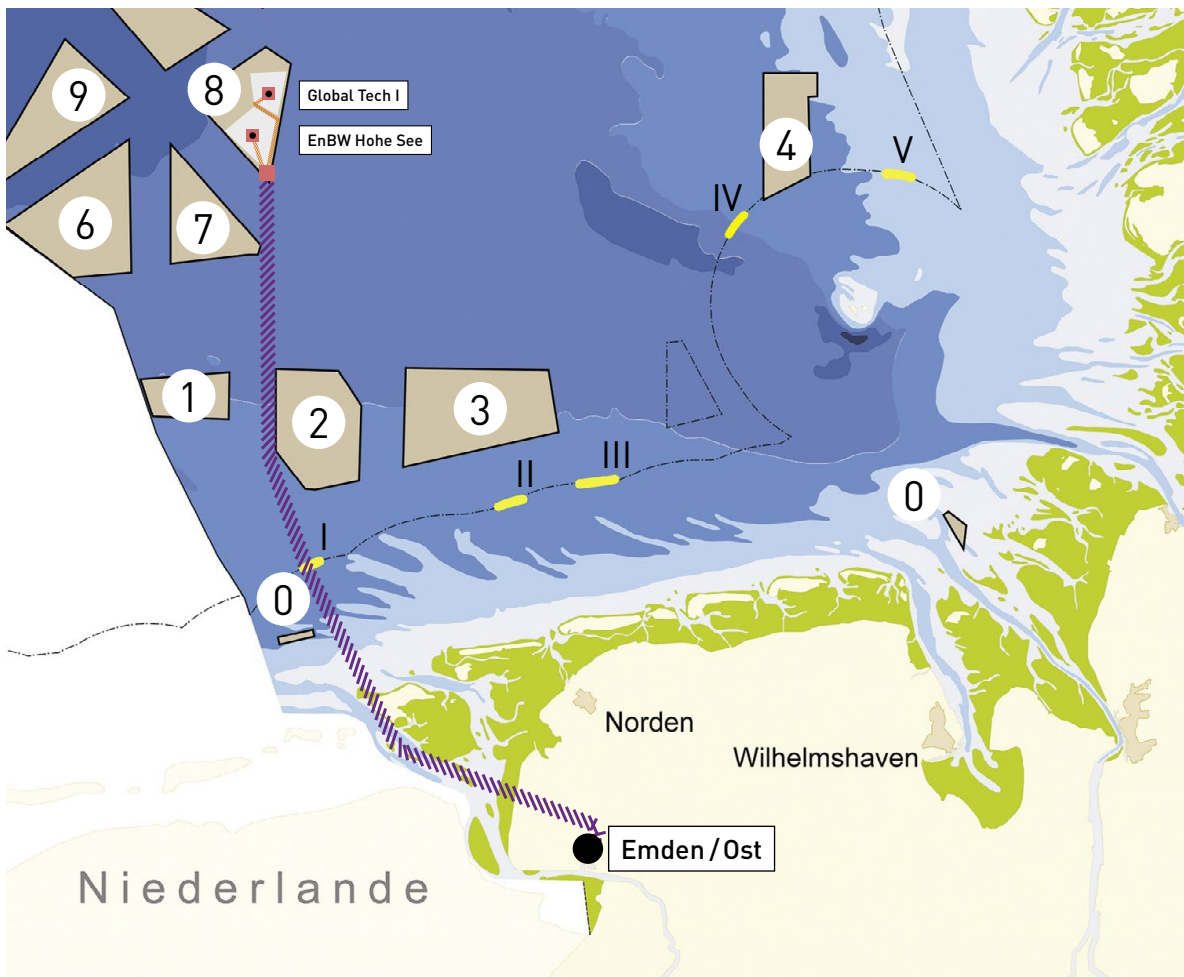 9
8
Global Tech I
EnBW Hohe See
4
V
IV
6
7
1
2
3
II
III
I
0
0
Norden
Wilhelmshaven
Emden / Ost
Niederlande